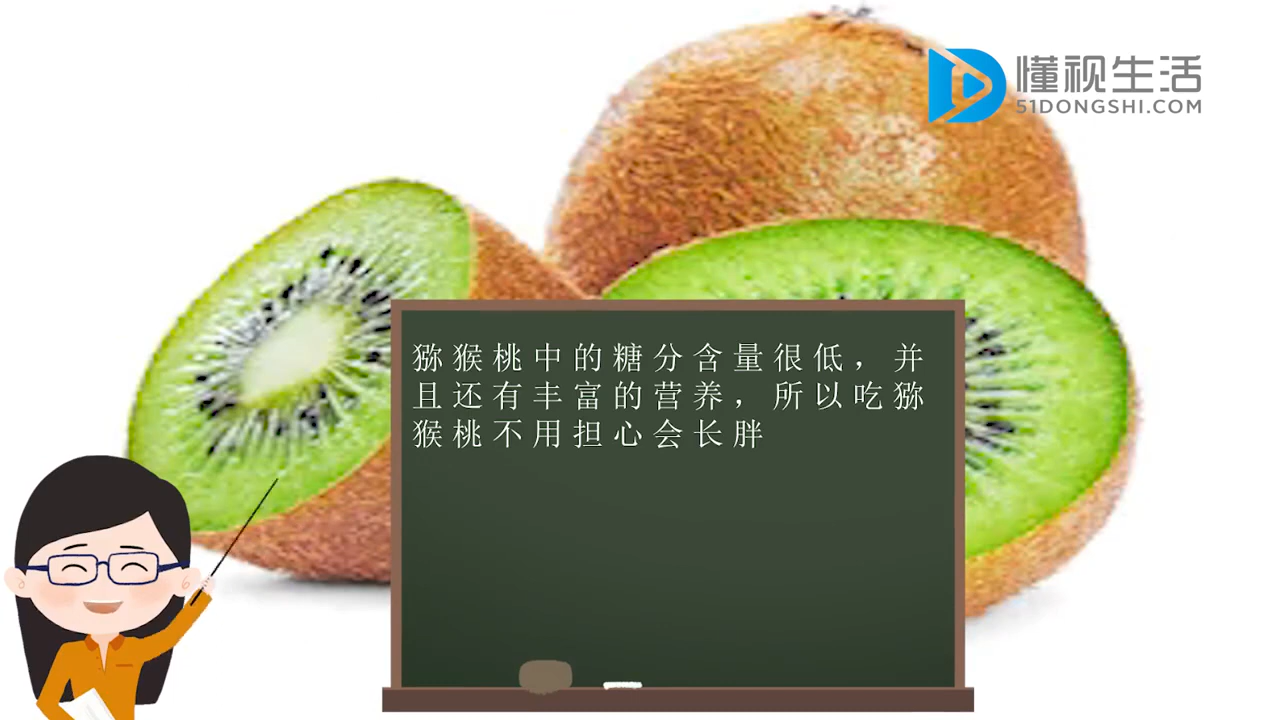 懂视生活
51DONGSHI.COM
猕猴桃中的糖分含量很低，并
且还有丰富的营养，所以吃猕
猴桃不用担心会长胖